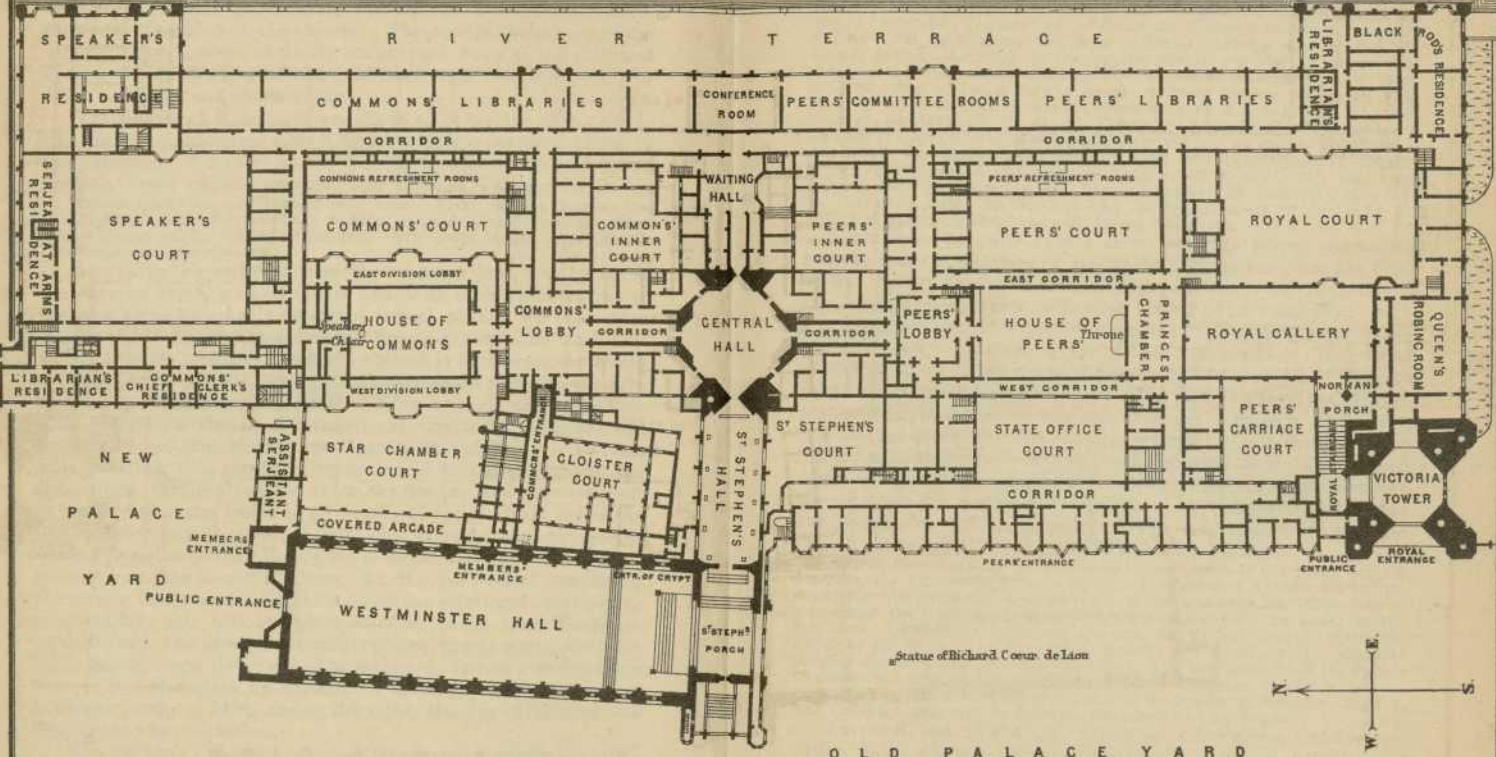 RIVER TERRACE
SPEAKER'S
RESIDENCE
COMMONS' LIBRARIES
CONFERENCE
ROOM
PEERS' COMMITTEE ROOMS
PEERS' LIBRARIES
LIBRARIAN'S
RESIDENCE
BLACK ROD'S RESIDENCE
CORRIDOR
CORRIDOR
SERJEANT AT ARMS
RESIDENCE
SPEAKER'S
COURT
COMMONS REFRESHMENT ROOMS
COMMONS' COURT
COMMONS'
INNER
COURT
WAITING
HALL
PEERS'
INNER
COURT
PEERS' REFRESHMENT ROOMS
PEERS' COURT
ROYAL COURT
EAST DIVISION LOBBY
EAST CORRIDOR
Speakers
Chair
HOUSE OF
COMMONS
COMMONS'
LOBBY
CORRIDOR
CENTRAL
HALL
CORRIDOR
PEERS'
LOBBY
HOUSE OF
PEERS'
Throne
PRINCES
CHAMBER
ROYAL GALLERY
QUEEN'S
ROBING ROOM
LIBRARIAN'S
RESIDENCE
COMMONS'
CHIEF CLERK'S
RESIDENCE
WEST DIVISION LOBBY
WEST CORRIDOR
NORMAN
PORCH
NEW
PALACE
YARD
ASSISTANT
SERJEANT
STAR CHAMBER
COURT
COMMONS' ENTRANCE
CLOISTER
COURT
ST STEPHEN'S
HALL
ST STEPHEN'S
COURT
STATE OFFICE
COURT
PEERS'
CARRIAGE
COURT
ROYAL STAIRCASE
VICTORIA
TOWER
CORRIDOR
COVERED ARCADE
MEMBERS
ENTRANCE
MEMBERS'
ENTRANCE
ENTR. OF CRYPT
PEERS' ENTRANCE
PUBLIC
ENTRANCE
ROYAL
ENTRANCE
PUBLIC ENTRANCE
WESTMINSTER HALL
ST STEPHS
PORCH
Statue of Richard Cœur de Lion
E.
N.
S.
W.
OLD PALACE YARD